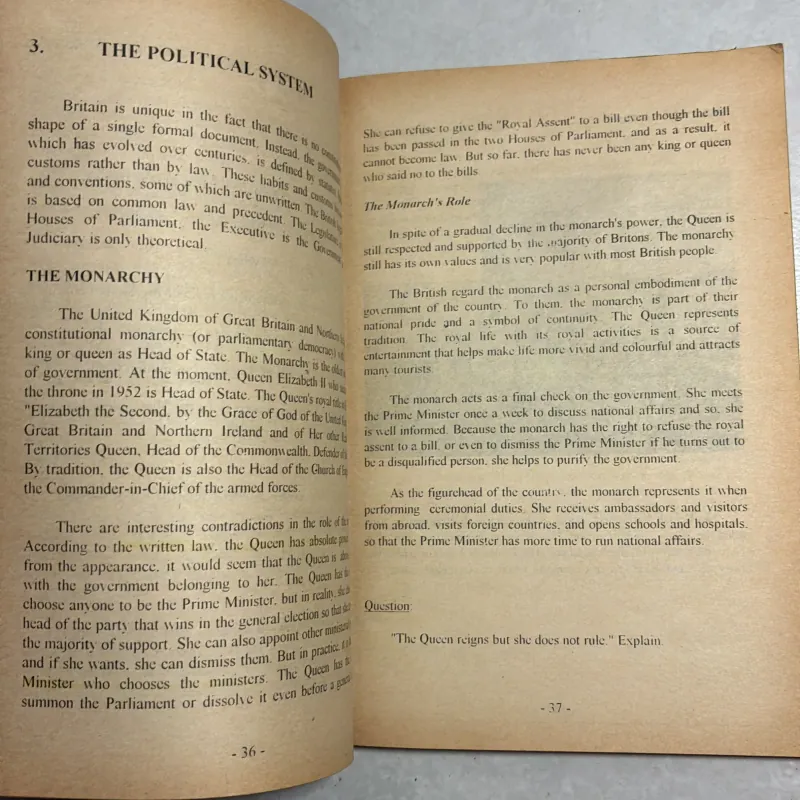 3. THE POLITICAL SYSTEM
Britain is unique in the fact that there is no
shape of a single formal document. Instead, the
which has evolved over centuries, is defined by
customs rather than by law. These habits and
and conventions, some of which are unwritten. The
is based on common law and precedent. The
Houses of Parliament, the Executive is the
Judiciary is only theoretical.
THE MONARCHY
The United Kingdom of Great Britain and Northern
constitutional monarchy (or parliamentary democracy)
king or queen as Head of State. The Monarchy is the
of government. At the moment, Queen Elizabeth II who
the throne in 1952 is Head of State. The Queen's royal title
"Elizabeth the Second, by the Grace of God of the
Great Britain and Northern Ireland and of Her other
Territories Queen, Head of the Commonwealth, Defender of
By tradition, the Queen is also the Head of the Church of
the Commander-in-Chief of the armed forces.
There are interesting contradictions in the role of
According to the written law, the Queen has absolute
from the appearance, it would seem that the Queen is
with the government belonging to her. The Queen has
choose anyone to be the Prime Minister, but in reality, she
head of the party that wins in the general election so that
the majority of support. She can also appoint other
and if she wants, she can dismiss them. But in practice, it
Minister who chooses the ministers. The Queen has
summon the Parliament or dissolve it even before a
- 36 -
She can refuse to give the "Royal Assent" to a bill even though the bill
has been passed in the two Houses of Parliament, and as a result, it
cannot become law. But so far, there has never been any king or queen
who said no to the bills.
The Monarch's Role
In spite of a gradual decline in the monarch's power, the Queen is
still respected and supported by the majority of Britons. The monarchy
still has its own values and is very popular with most British people.
The British regard the monarch as a personal embodiment of the
government of the country. To them, the monarchy is part of their
national pride and a symbol of continuity. The Queen represents
tradition. The royal life with its royal activities is a source of
entertainment that helps make life more vivid and colourful and attracts
many tourists.
The monarch acts as a final check on the government. She meets
the Prime Minister once a week to discuss national affairs and so, she
is well informed. Because the monarch has the right to refuse the royal
assent to a bill, or even to dismiss the Prime Minister if he turns out to
be a disqualified person, she helps to purify the government.
As the figurehead of the country, the monarch represents it when
performing ceremonial duties. She receives ambassadors and visitors
from abroad, visits foreign countries, and opens schools and hospitals,
so that the Prime Minister has more time to run national affairs.
Question:
"The Queen reigns but she does not rule." Explain.
- 37 -